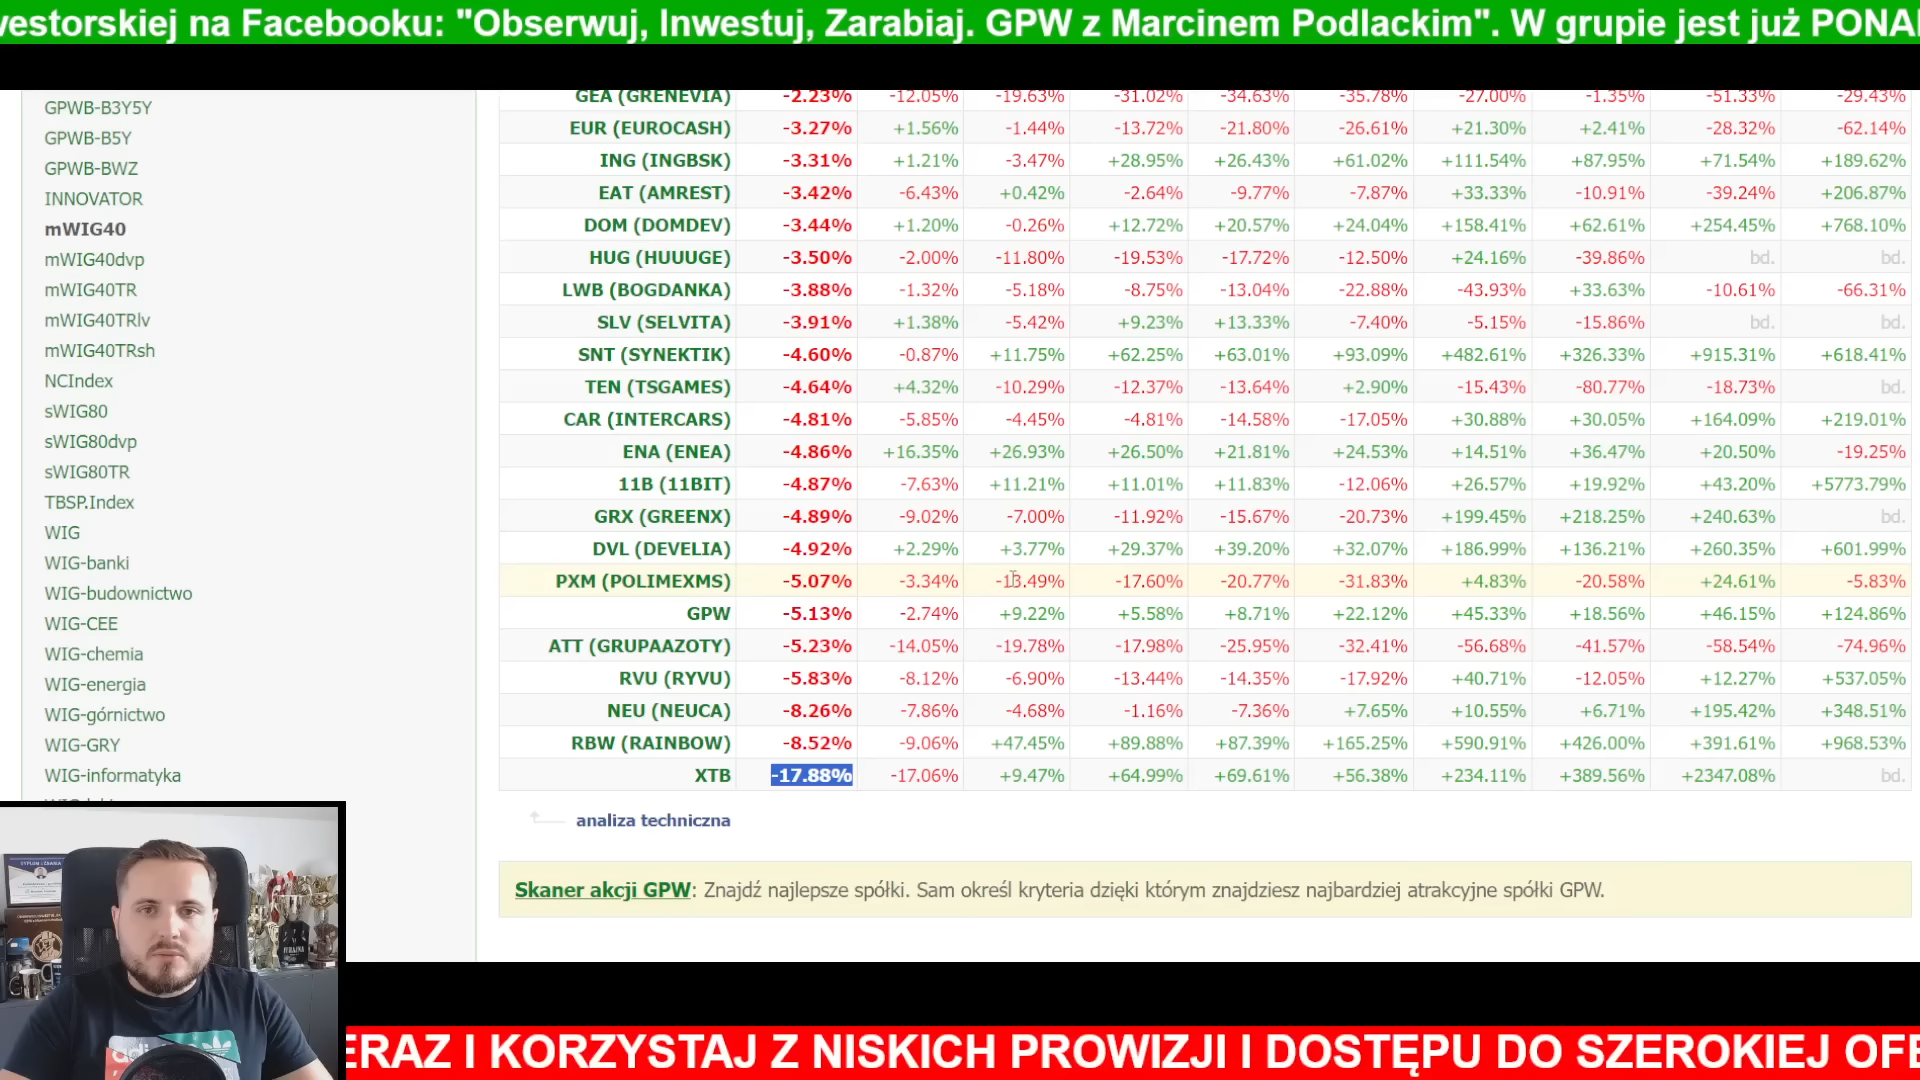 westorskiej na Facebooku: "Obserwuj, Inwestuj, Zarabiaj. GPW z Marcinem Podlackim". W grupie jest już PONA
GPWB-B3Y5Y
GPWB-B5Y
GPWB-BWZ
INNOVATOR
mWIG40
mWIG40dvp
mWIG40TR
mWIG40TRlv
mWIG40TRsh
NCIndex
sWIG80
sWIG80dvp
sWIG80TR
TBSP.Index
WIG
WIG-banki
WIG-budownictwo
WIG-CEE
WIG-chemia
WIG-energia
WIG-górnictwo
WIG-GRY
WIG-informatyka
GEA (GRENEVIA) -2.23% -12.05% -19.63% -31.02% -34.63% -35.78% -27.00% -1.35% -51.33% -29.43%
EUR (EUROCASH) -3.27% +1.56% -1.44% -13.72% -21.80% -26.61% +21.30% +2.41% -28.32% -62.14%
ING (INGBSK) -3.31% +1.21% -3.47% +28.95% +26.43% +61.02% +111.54% +87.95% +71.54% +189.62%
EAT (AMREST) -3.42% -6.43% +0.42% -2.64% -9.77% -7.87% +33.33% -10.91% -39.24% +206.87%
DOM (DOMDEV) -3.44% +1.20% -0.26% +12.72% +20.57% +24.04% +158.41% +62.61% +254.45% +768.10%
HUG (HUUUGE) -3.50% -2.00% -11.80% -19.53% -17.72% -12.50% +24.16% -39.86% bd. bd.
LWB (BOGDANKA) -3.88% -1.32% -5.18% -8.75% -13.04% -22.88% -43.93% +33.63% -10.61% -66.31%
SLV (SELVITA) -3.91% +1.38% -5.42% +9.23% +13.33% -7.40% -5.15% -15.86% bd. bd.
SNT (SYNEKTIK) -4.60% -0.87% +11.75% +62.25% +63.01% +93.09% +482.61% +326.33% +915.31% +618.41%
TEN (TSGAMES) -4.64% +4.32% -10.29% -12.37% -13.64% +2.90% -15.43% -80.77% -18.73% bd.
CAR (INTERCARS) -4.81% -5.85% -4.45% -4.81% -14.58% -17.05% +30.88% +30.05% +164.09% +219.01%
ENA (ENEA) -4.86% +16.35% +26.93% +26.50% +21.81% +24.53% +14.51% +36.47% +20.50% -19.25%
11B (11BIT) -4.87% -7.63% +11.21% +11.01% +11.83% -12.06% +26.57% +19.92% +43.20% +5773.79%
GRX (GREENX) -4.89% -9.02% -7.00% -11.92% -15.67% -20.73% +199.45% +218.25% +240.63% bd.
DVL (DEVELIA) -4.92% +2.29% +3.77% +29.37% +39.20% +32.07% +186.99% +136.21% +260.35% +601.99%
PXM (POLIMEXMS) -5.07% -3.34% -13.49% -17.60% -20.77% -31.83% +4.83% -20.58% +24.61% -5.83%
GPW -5.13% -2.74% +9.22% +5.58% +8.71% +22.12% +45.33% +18.56% +46.15% +124.86%
ATT (GRUPAAZOTY) -5.23% -14.05% -19.78% -17.98% -25.95% -32.41% -56.68% -41.57% -58.54% -74.96%
RVU (RYVU) -5.83% -8.12% -6.90% -13.44% -14.35% -17.92% +40.71% -12.05% +12.27% +537.05%
NEU (NEUCA) -8.26% -7.86% -4.68% -1.16% -7.36% +7.65% +10.55% +6.71% +195.42% +348.51%
RBW (RAINBOW) -8.52% -9.06% +47.45% +89.88% +87.39% +165.25% +590.91% +426.00% +391.61% +968.53%
XTB -17.88% -17.06% +9.47% +64.99% +69.61% +56.38% +234.11% +389.56% +2347.08% bd.
analiza techniczna
Skaner akcji GPW: Znajdź najlepsze spółki. Sam określ kryteria dzięki którym znajdziesz najbardziej atrakcyjne spółki GPW.
ERAZ I KORZYSTAJ Z NISKICH PROWIZJI I DOSTĘPU DO SZEROKIEJ OFE